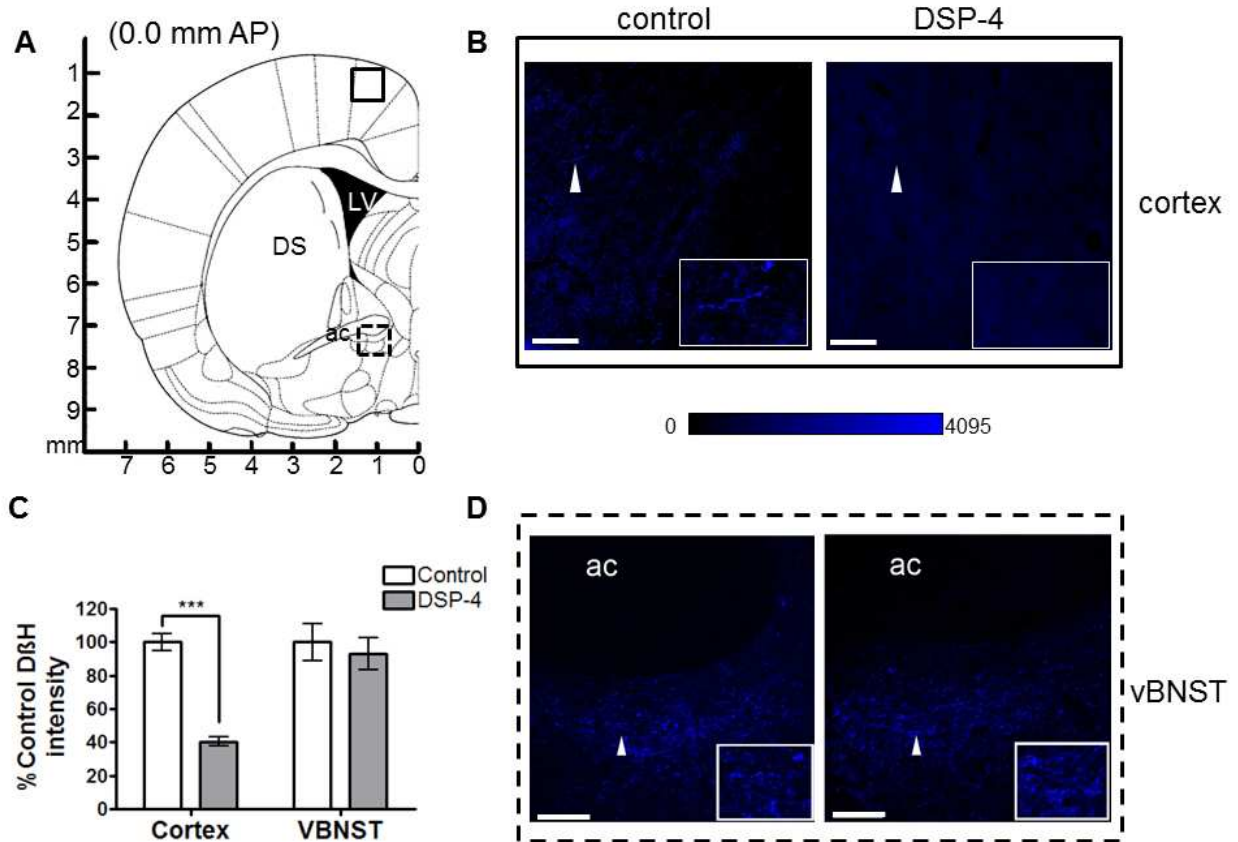 A
(0.0 mm AP)
1
2
3
4
5
6
7
8
9
mm
7 6 5 4 3 2 1 0
LV
DS
ac
B
control DSP-4
cortex
0 4095
C
Control
DSP-4
***
% Control DßH
intensity
120
100
80
60
40
20
0
Cortex VBNST
D
ac ac
vBNST